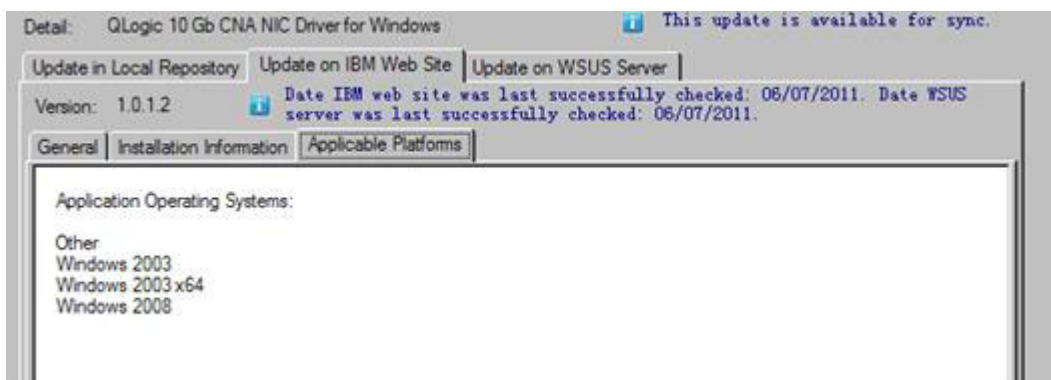 Detail: QLogic 10 Gb CNA NIC Driver for Windows This update is available for sync.
Update in Local Repository Update on IBM Web Site Update on WSUS Server
Version: 1.0.1.2 Date IBM web site was last successfully checked: 06/07/2011. Date WSUS
server was last successfully checked: 06/07/2011.
General Installation Information Applicable Platforms
Application Operating Systems:
Other
Windows 2003
Windows 2003 x64
Windows 2008